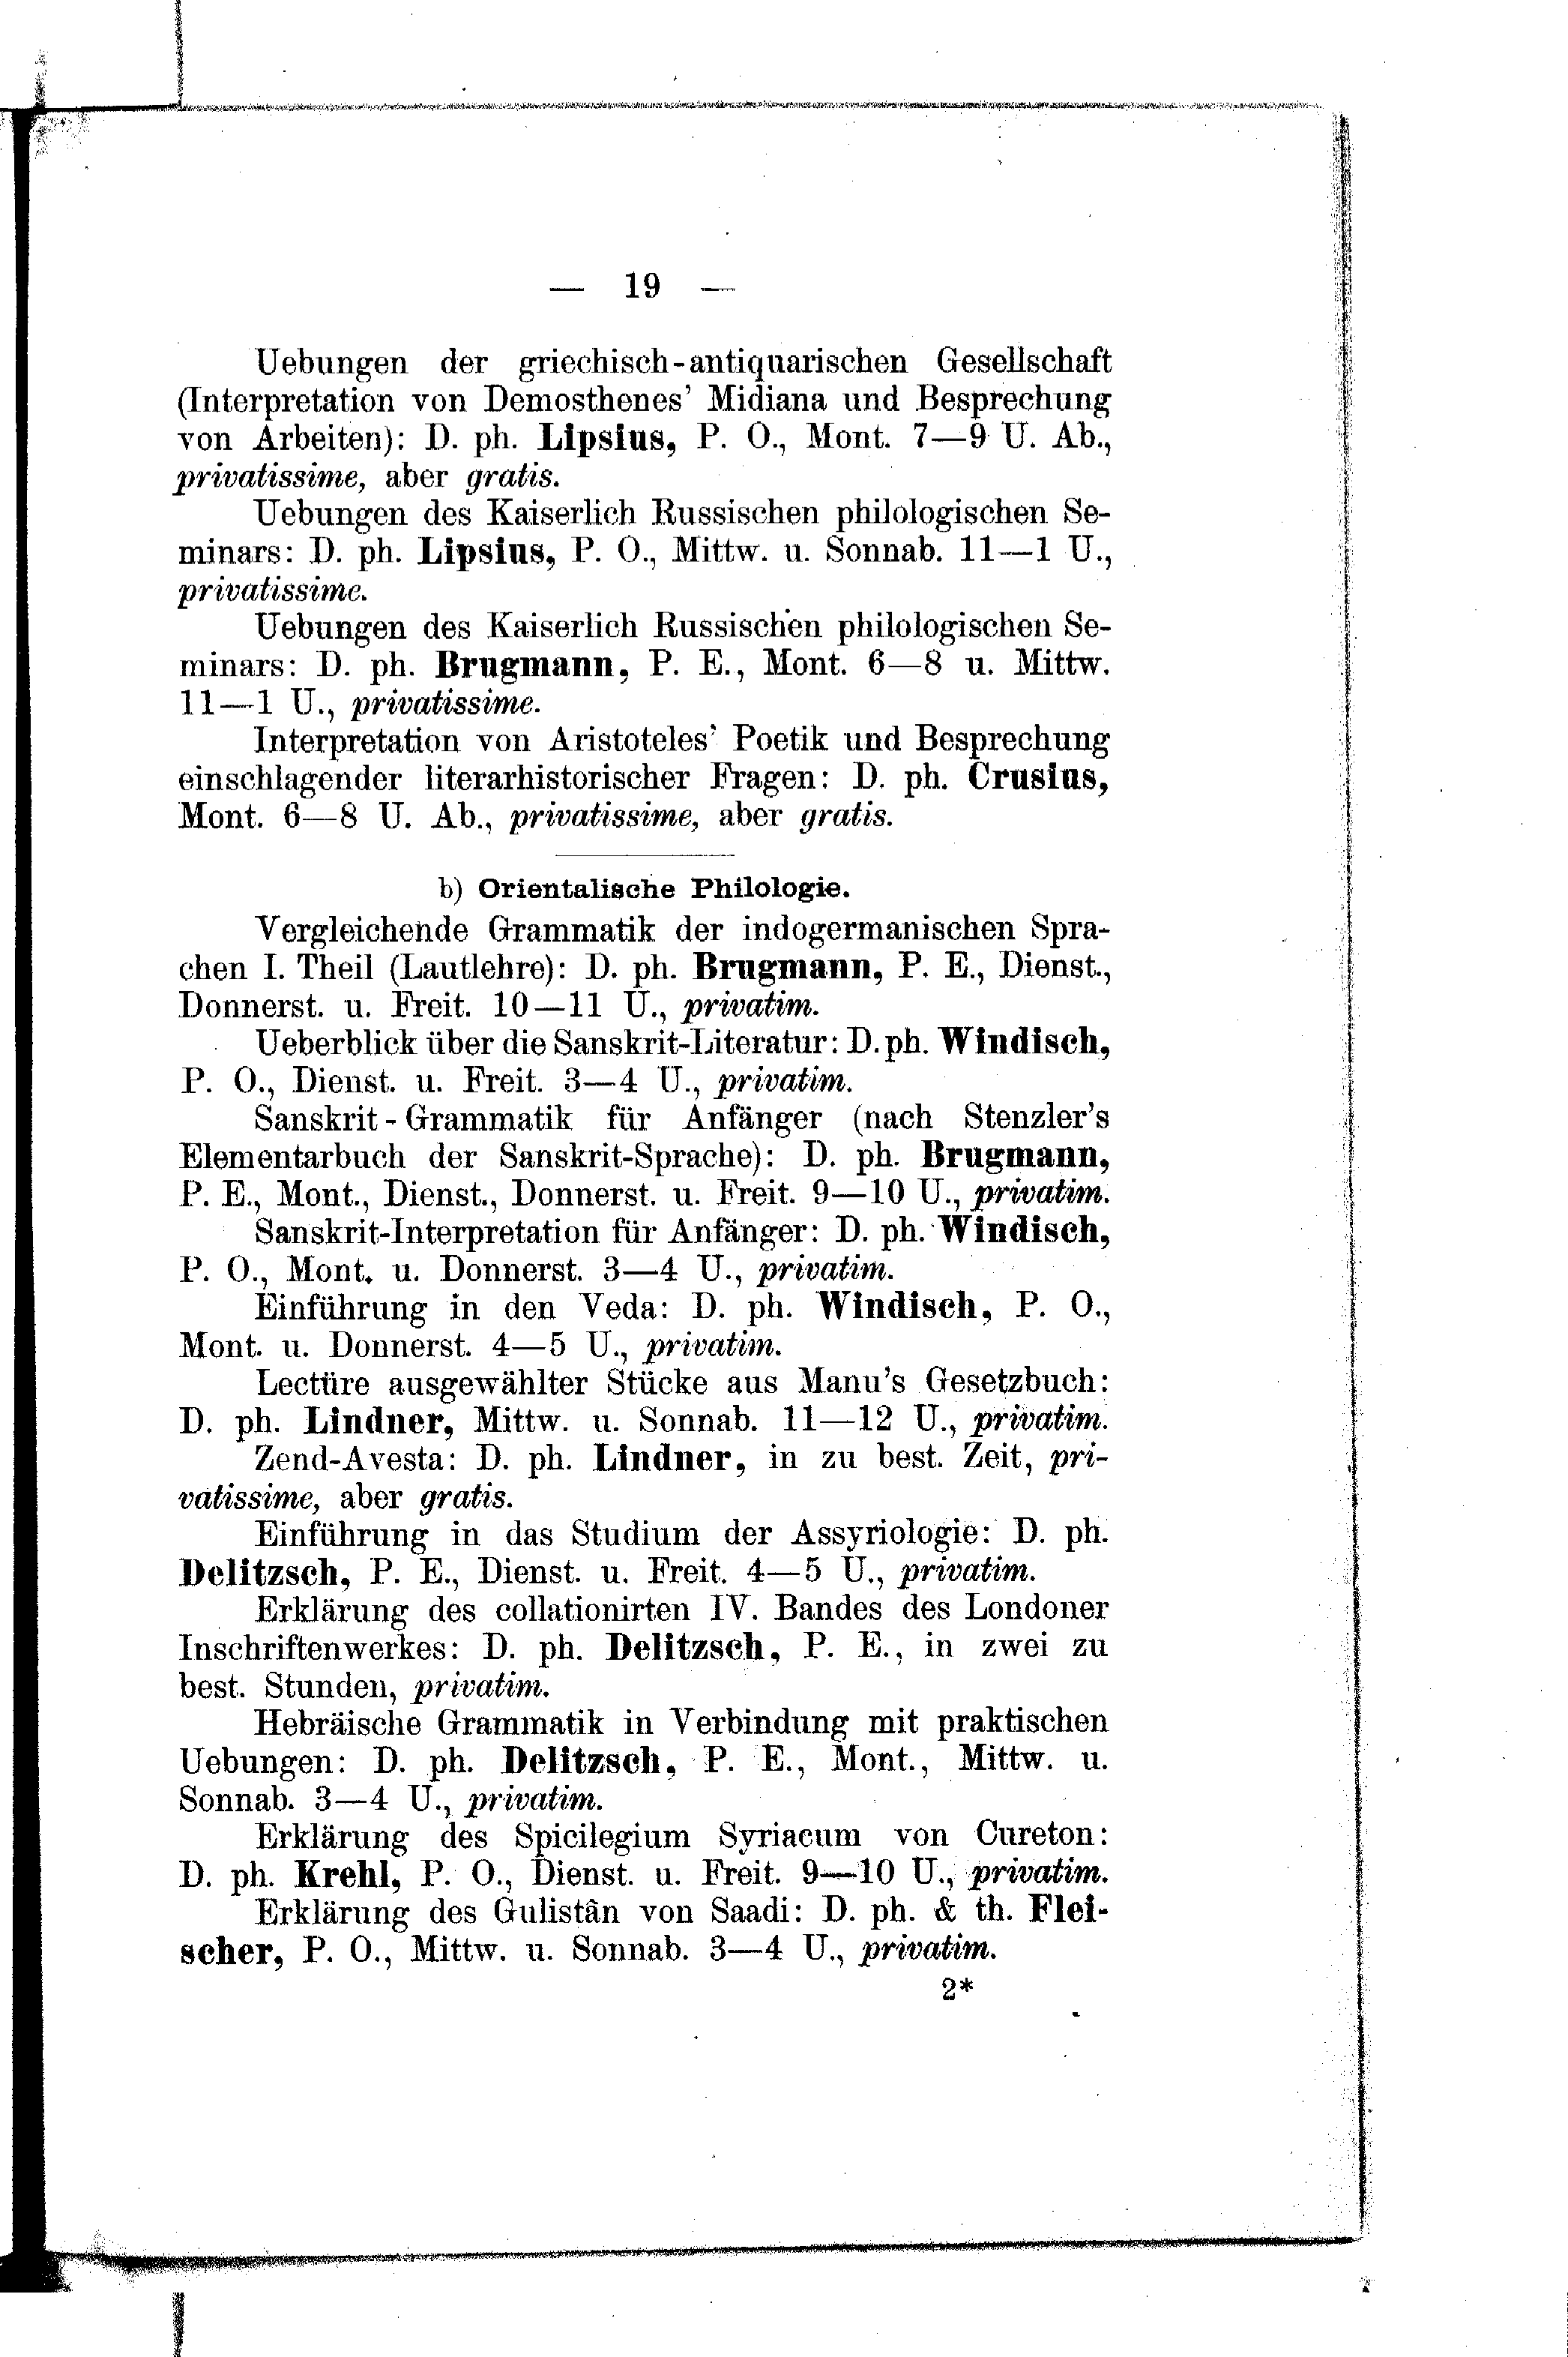 — 19 —
Uebungen der griechisch-antiquarischen Gesellschaft
(Interpretation von Demosthenes' Midiana und Besprechung
von Arbeiten): D. ph. Lipsius, P. O., Mont. 7—9 U. Ab.,
privatissime, aber gratis.
Uebungen des Kaiserlich Russischen philologischen Se-
minars: D. ph. Lipsius, P. O., Mittw. u. Sonnab. 11—1 U.,
privatissime.
Uebungen des Kaiserlich Russischen philologischen Se-
minars: D. ph. Brugmann, P. E., Mont. 6—8 u. Mittw.
11—1 U., privatissime.
Interpretation von Aristoteles' Poetik und Besprechung
einschlagender literarhistorischer Fragen: D. ph. Crusius,
Mont. 6—8 U. Ab., privatissime, aber gratis.
b) Orientalische Philologie.
Vergleichende Grammatik der indogermanischen Spra-
chen I. Theil (Lautlehre): D. ph. Brugmann, P. E., Dienst.,
Donnerst. u. Freit. 10—11 U., privatim.
Ueberblick über die Sanskrit-Literatur: D. ph. Windisch,
P. O., Dienst. u. Freit. 3—4 U., privatim.
Sanskrit-Grammatik für Anfänger (nach Stenzler's
Elementarbuch der Sanskrit-Sprache): D. ph. Brugmann,
P. E., Mont., Dienst., Donnerst. u. Freit. 9—10 U., privatim.
Sanskrit-Interpretation für Anfänger: D. ph. Windisch,
P. O., Mont. u. Donnerst. 3—4 U., privatim.
Einführung in den Veda: D. ph. Windisch, P. O.,
Mont. u. Donnerst. 4—5 U., privatim.
Lectüre ausgewählter Stücke aus Manu's Gesetzbuch:
D. ph. Lindner, Mittw. u. Sonnab. 11—12 U., privatim.
Zend-Avesta: D. ph. Lindner, in zu best. Zeit, pri-
vatissime, aber gratis.
Einführung in das Studium der Assyriologie: D. ph.
Delitzsch, P. E., Dienst. u. Freit. 4—5 U., privatim.
Erklärung des collationirten IV. Bandes des Londoner
Inschriftenwerkes: D. ph. Delitzsch, P. E., in zwei zu
best. Stunden, privatim.
Hebräische Grammatik in Verbindung mit praktischen
Uebungen: D. ph. Delitzsch, P. E., Mont., Mittw. u.
Sonnab. 3—4 U., privatim.
Erklärung des Spicilegium Syriacum von Cureton:
D. ph. Krehl, P. O., Dienst. u. Freit. 9—10 U., privatim.
Erklärung des Gulistân von Saadi: D. ph. & th. Flei-
scher, P. O., Mittw. u. Sonnab. 3—4 U., privatim.
2*